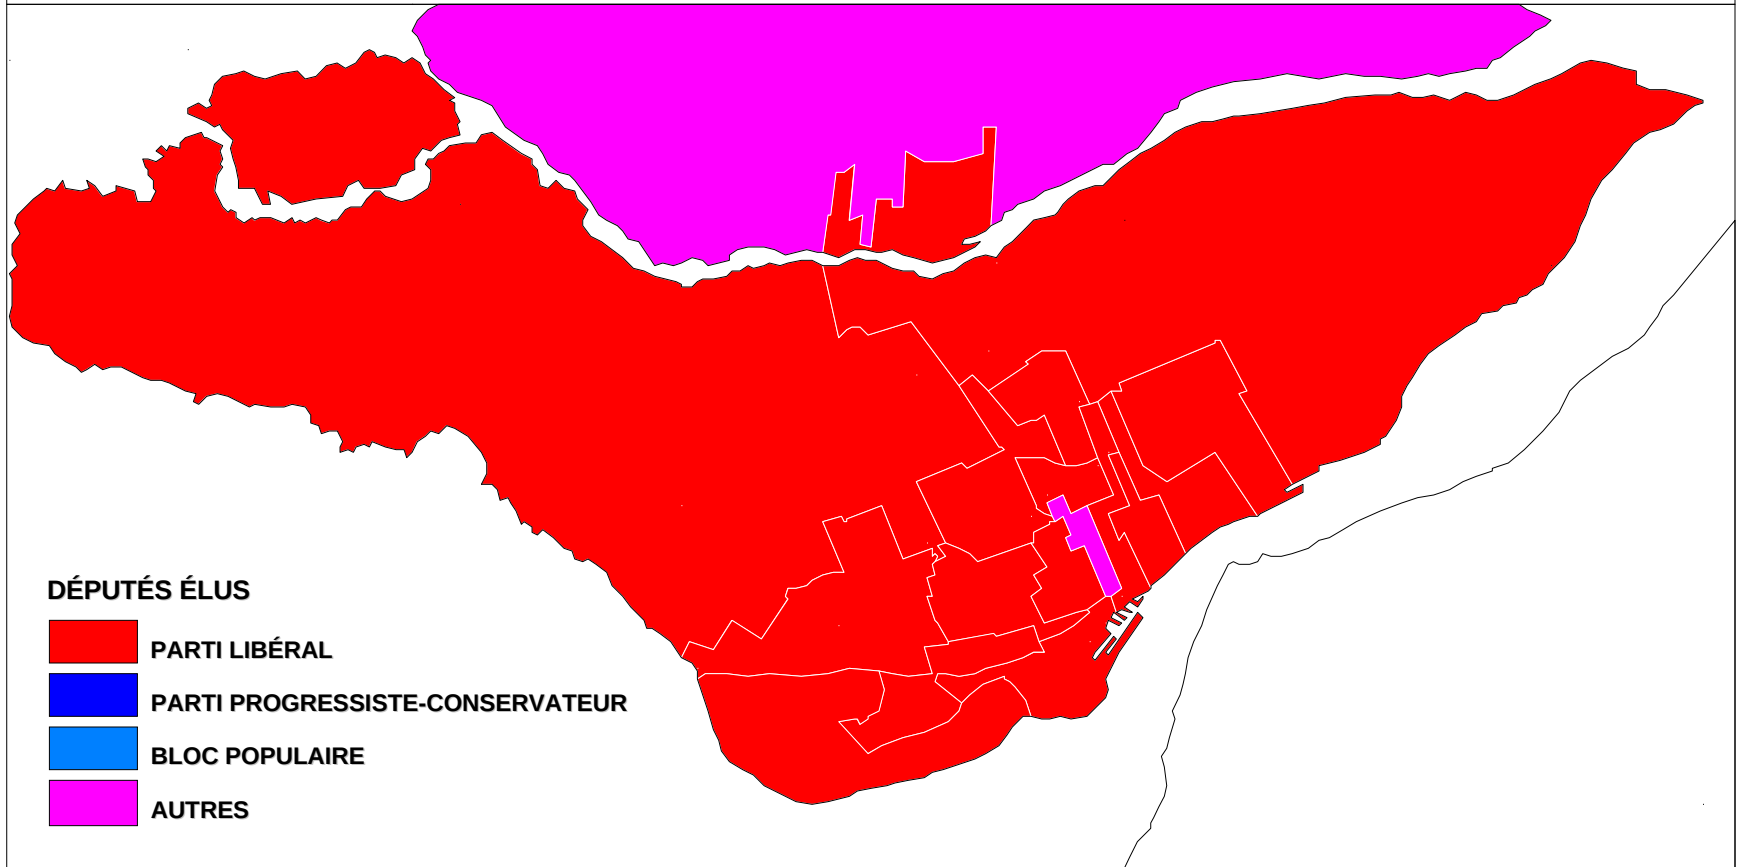 DÉPUTÉS ÉLUS
PARTI LIBÉRAL
PARTI PROGRESSISTE-CONSERVATEUR
BLOC POPULAIRE
AUTRES